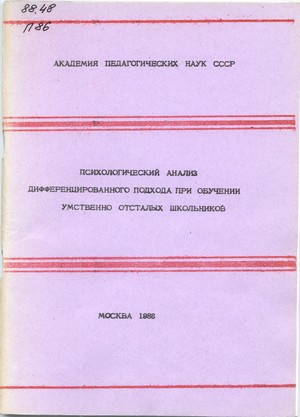 88.48
П86
АКАДЕМИЯ ПЕДАГОГИЧЕСКИХ НАУК СССР
ПСИХОЛОГИЧЕСКИЙ АНАЛИЗ
ДИФФЕРЕНЦИРОВАННОГО ПОДХОДА ПРИ ОБУЧЕНИИ
УМСТВЕННО ОТСТАЛЫХ ШКОЛЬНИКОВ
МОСКВА 1986